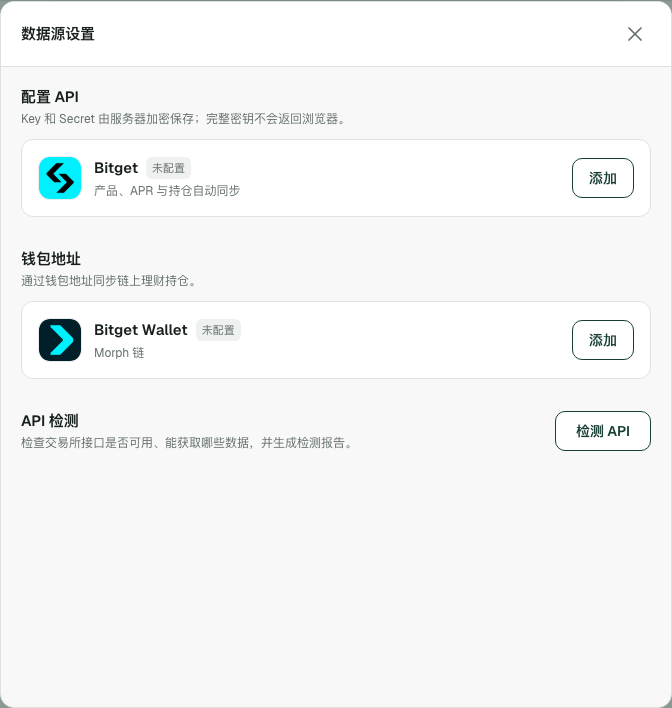 数据源设置
配置 API
Key 和 Secret 由服务器加密保存；完整密钥不会返回浏览器。
Bitget 未配置
产品、APR 与持仓自动同步
添加
钱包地址
通过钱包地址同步链上理财持仓。
Bitget Wallet 未配置
Morph 链
添加
API 检测
检查交易所接口是否可用、能获取哪些数据，并生成检测报告。
检测 API